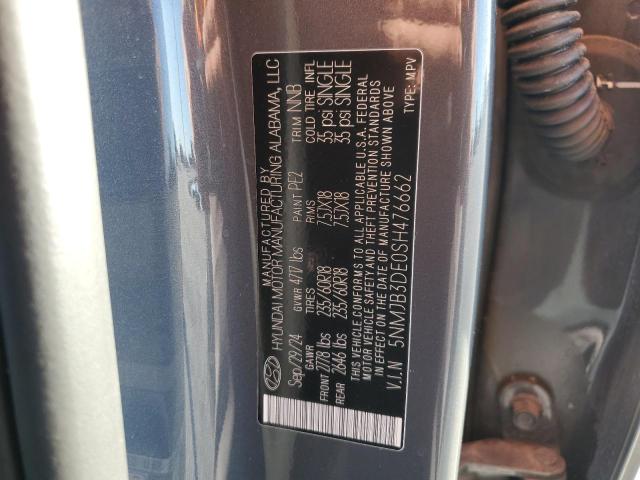 MANUFACTURED BY
HYUNDAI MOTOR MANUFACTURING ALABAMA, LLC
Sep/29/24 GVWR 4717 lbs PAINT PE2 TRIM NNB
GAWR TIRES RIMS COLD TIRE INFL
FRONT 2778 lbs 235/60R18 7.5JX18 35 psi SINGLE
REAR 2646 lbs 235/60R18 7.5JX18 35 psi SINGLE
THIS VEHICLE CONFORMS TO ALL APPLICABLE U.S.A. FEDERAL
MOTOR VEHICLE SAFETY AND THEFT PREVENTION STANDARDS
IN EFFECT ON THE DATE OF MANUFACTURE SHOWN ABOVE
V.I.N 5NMJB3DE0SH476662 TYPE: MPV